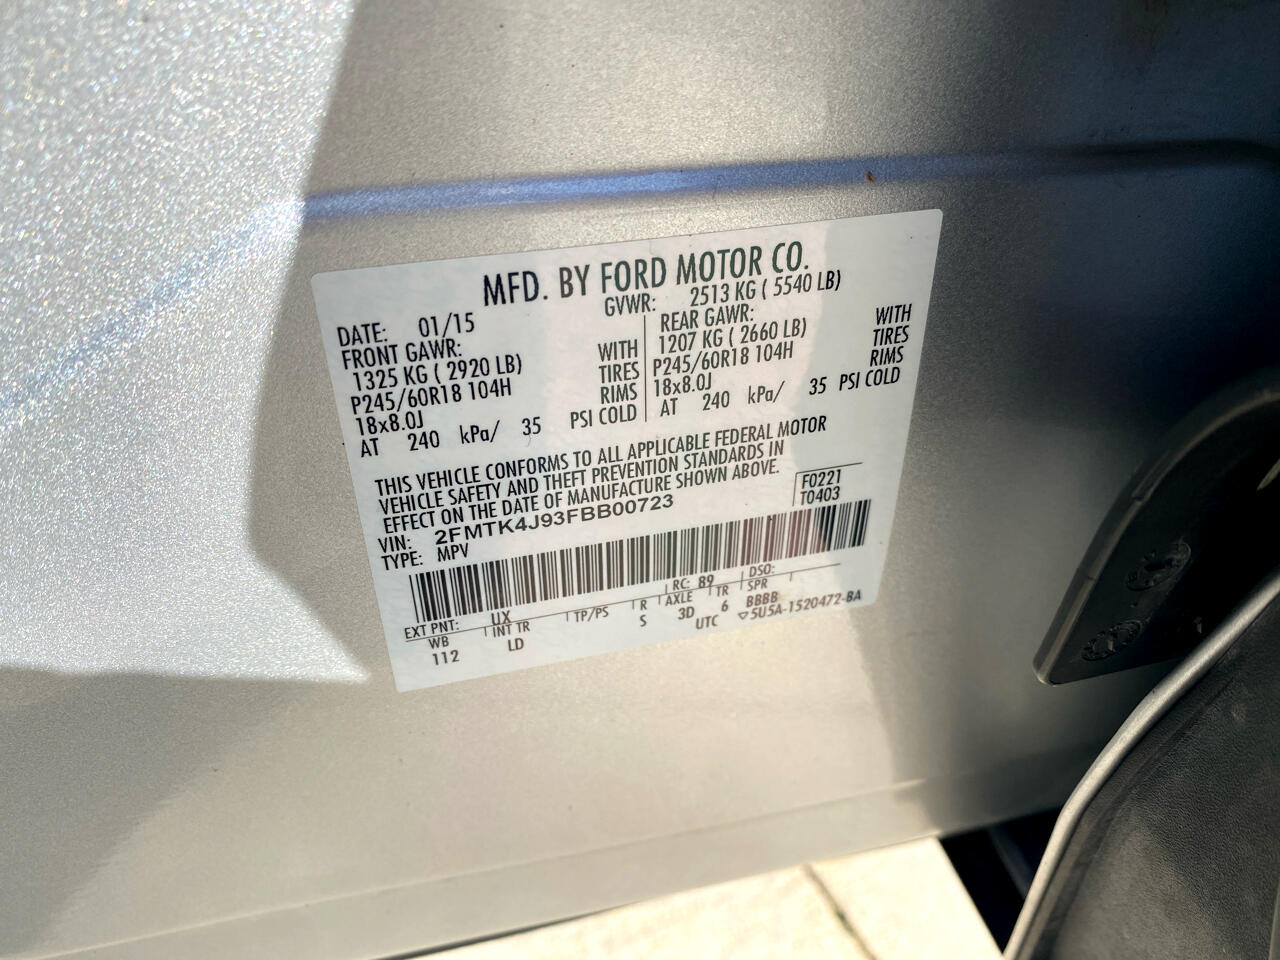 MFD. BY FORD MOTOR CO.
DATE: 01/15 GVWR: 2513 KG ( 5540 LB)
FRONT GAWR: REAR GAWR:
1325 KG ( 2920 LB) WITH 1207 KG ( 2660 LB) WITH
P245/60R18 104H TIRES P245/60R18 104H TIRES
18x8.0J RIMS 18x8.0J RIMS
AT 240 kPa/ 35 PSI COLD AT 240 kPa/ 35 PSI COLD
THIS VEHICLE CONFORMS TO ALL APPLICABLE FEDERAL MOTOR
VEHICLE SAFETY AND THEFT PREVENTION STANDARDS IN
EFFECT ON THE DATE OF MANUFACTURE SHOWN ABOVE.
VIN: 2FMTK4J93FBB00723 F0221
TYPE: MPV T0403
EXT PNT: UX RC: 89 DSO:
WB INT TR TP/PS R AXLE TR SPR
112 LD S 3D 6 BBBB
UTC ▽5U5A-1520472-BA